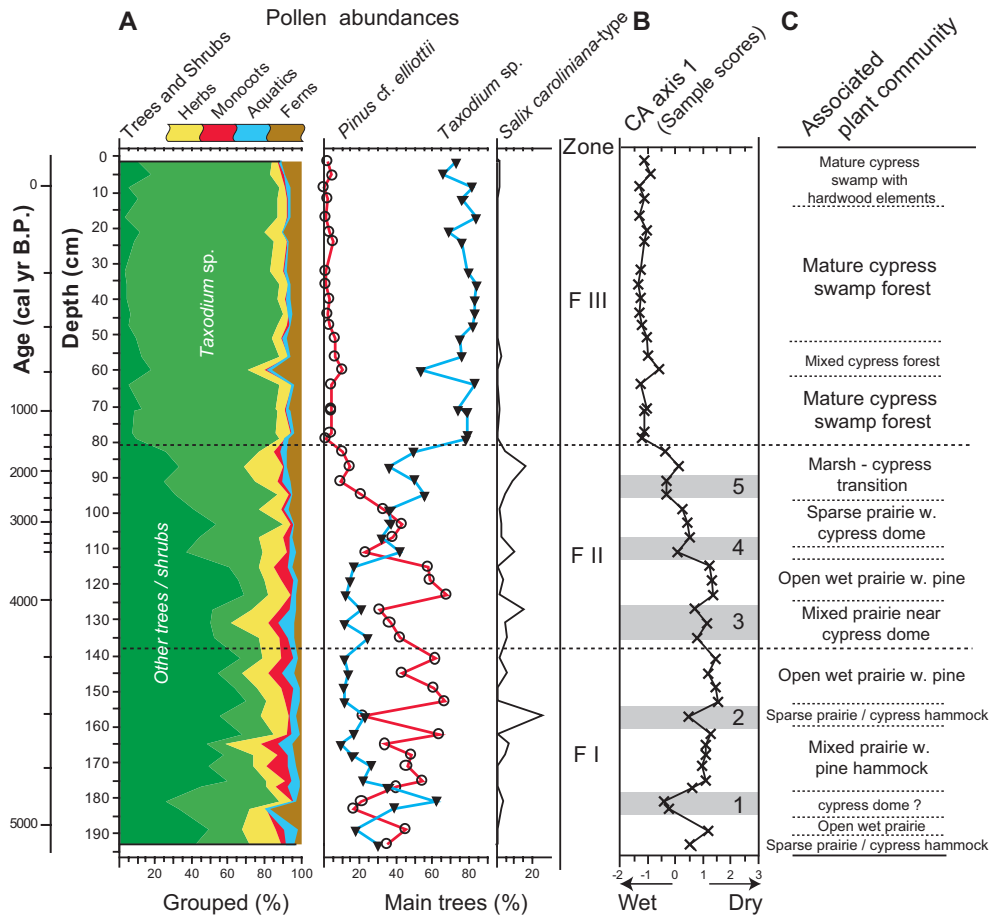 A
Pollen abundances
B
C
Trees and Shrubs
Herbs
Monocots
Aquatics
Ferns
Pinus cf. elliottii
Taxodium sp.
Salix caroliniana-type
Zone
CA axis 1
(Sample scores)
Associated
plant community
Age (cal yr B.P.)
0
1000
2000
3000
4000
5000
Depth (cm)
0
5
10
20
30
40
50
60
70
80
90
100
110
120
130
140
150
160
170
180
190
Taxodium sp.
Other trees / shrubs
F III
F II
F I
5
4
3
2
1
Mature cypress
swamp with
hardwood elements
Mature cypress
swamp forest
Mixed cypress forest
Mature cypress
swamp forest
Marsh - cypress
transition
Sparse prairie w.
cypress dome
Open wet prairie w. pine
Mixed prairie near
cypress dome
Open wet prairie w. pine
Sparse prairie / cypress hammock
Mixed prairie w.
pine hammock
cypress dome ?
Open wet prairie
Sparse prairie / cypress hammock
0 20 40 60 80 100
20 40 60 80
0 20
-2 -1 0 1 2 3
Grouped (%)
Main trees (%)
Wet
Dry